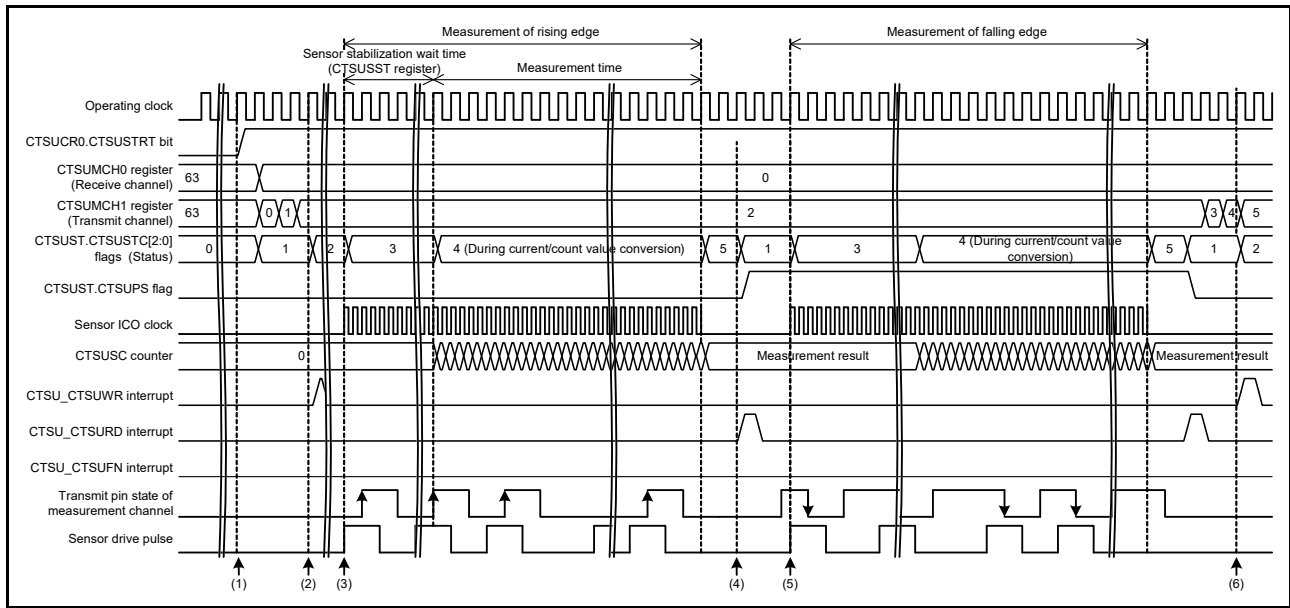 Measurement of rising edge
Measurement of falling edge
Sensor stabilization wait time
(CTSUSST register)
Measurement time
Operating clock
CTSUCR0.CTSUSTRT bit
CTSUMCH0 register
(Receive channel)
63
0
CTSUMCH1 register
(Transmit channel)
63
0
1
2
3
4
5
CTSUST.CTSUSTC[2:0]
flags (Status)
0
1
2
3
4 (During current/count value conversion)
5
1
3
4 (During current/count value
conversion)
5
1
2
CTSUST.CTSUPS flag
Sensor ICO clock
CTSUSC counter
0
Measurement result
Measurement result
CTSU_CTSUWR interrupt
CTSU_CTSURD interrupt
CTSU_CTSUFN interrupt
Transmit pin state of
measurement channel
Sensor drive pulse
(1)
(2)
(3)
(4)
(5)
(6)